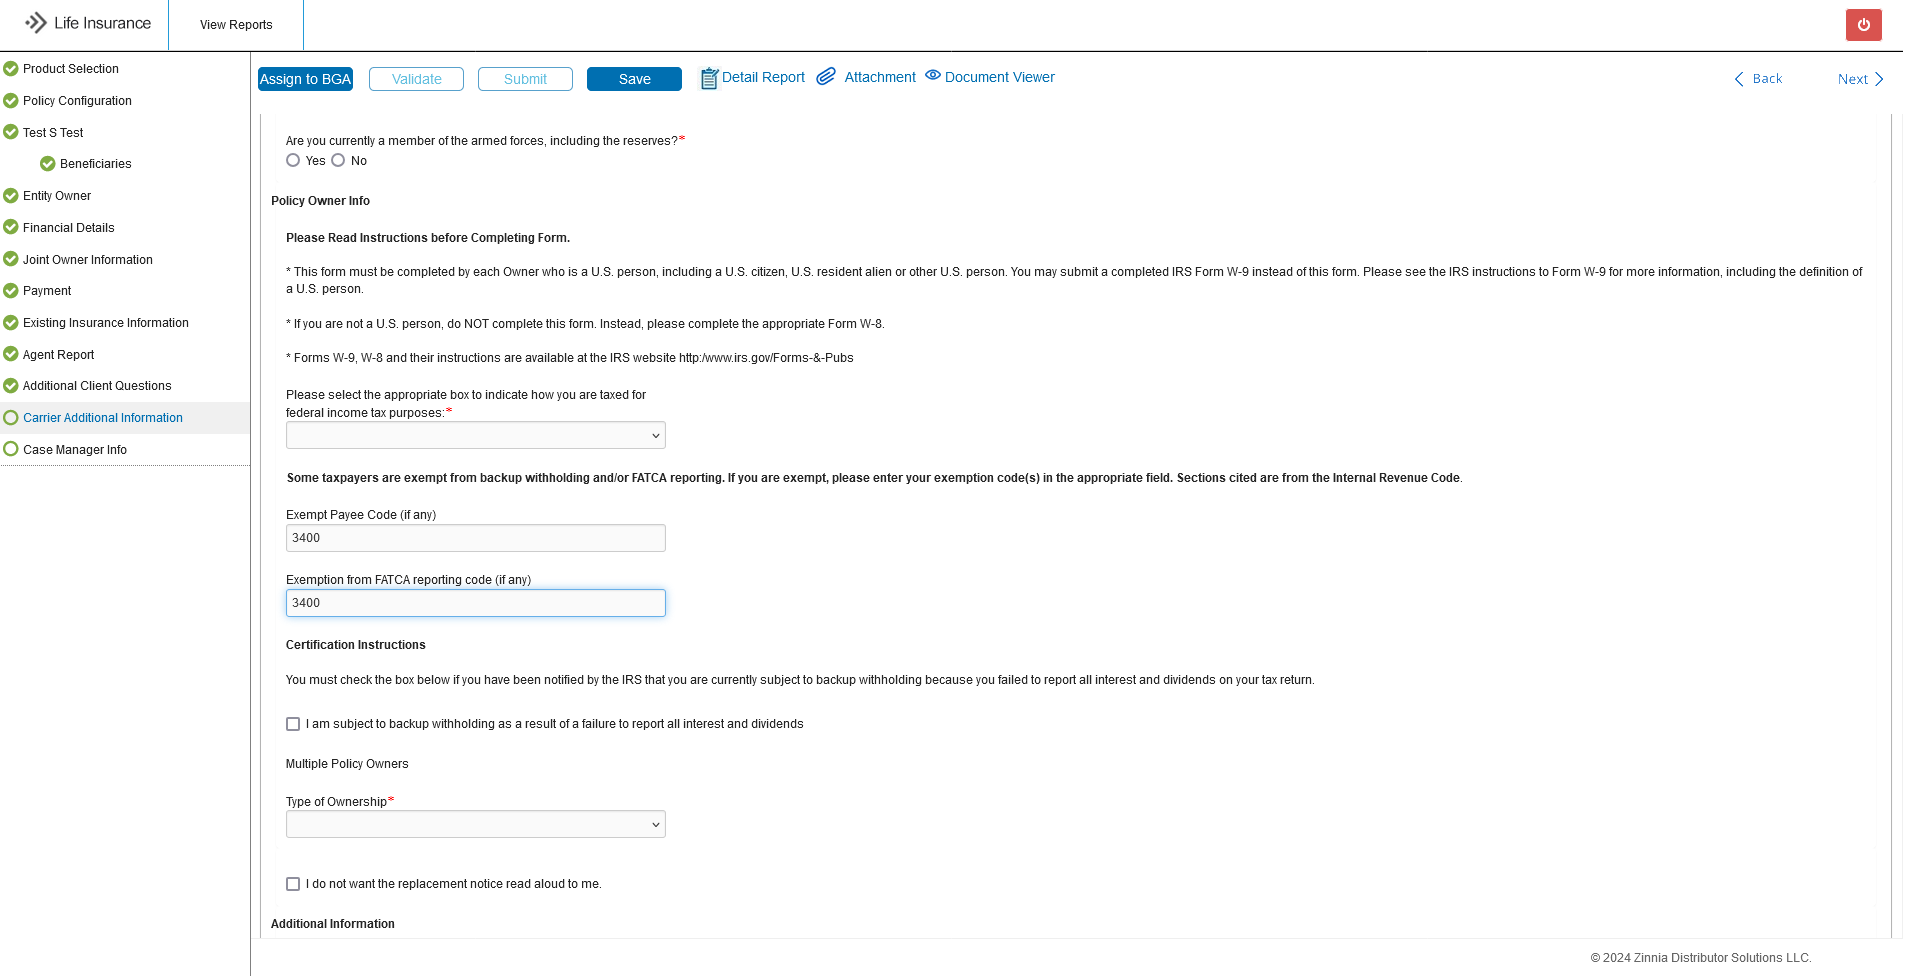 Life Insurance
View Reports
Product Selection
Policy Configuration
Test S Test
Beneficiaries
Entity Owner
Financial Details
Joint Owner Information
Payment
Existing Insurance Information
Agent Report
Additional Client Questions
Carrier Additional Information
Case Manager Info
Assign to BGA
Validate
Submit
Save
Detail Report
Attachment
Document Viewer
Back
Next
Are you currently a member of the armed forces, including the reserves?*
Yes
No
Policy Owner Info
Please Read Instructions before Completing Form.
* This form must be completed by each Owner who is a U.S. person, including a U.S. citizen, U.S. resident alien or other U.S. person. You may submit a completed IRS Form W-9 instead of this form. Please see the IRS instructions to Form W-9 for more information, including the definition of
a U.S. person.
* If you are not a U.S. person, do NOT complete this form. Instead, please complete the appropriate Form W-8.
* Forms W-9, W-8 and their instructions are available at the IRS website http:/www.irs.gov/Forms-&-Pubs
Please select the appropriate box to indicate how you are taxed for
federal income tax purposes:*
Some taxpayers are exempt from backup withholding and/or FATCA reporting. If you are exempt, please enter your exemption code(s) in the appropriate field. Sections cited are from the Internal Revenue Code.
Exempt Payee Code (if any)
3400
Exemption from FATCA reporting code (if any)
3400
Certification Instructions
You must check the box below if you have been notified by the IRS that you are currently subject to backup withholding because you failed to report all interest and dividends on your tax return.
I am subject to backup withholding as a result of a failure to report all interest and dividends
Multiple Policy Owners
Type of Ownership*
I do not want the replacement notice read aloud to me.
Additional Information
© 2024 Zinnia Distributor Solutions LLC.